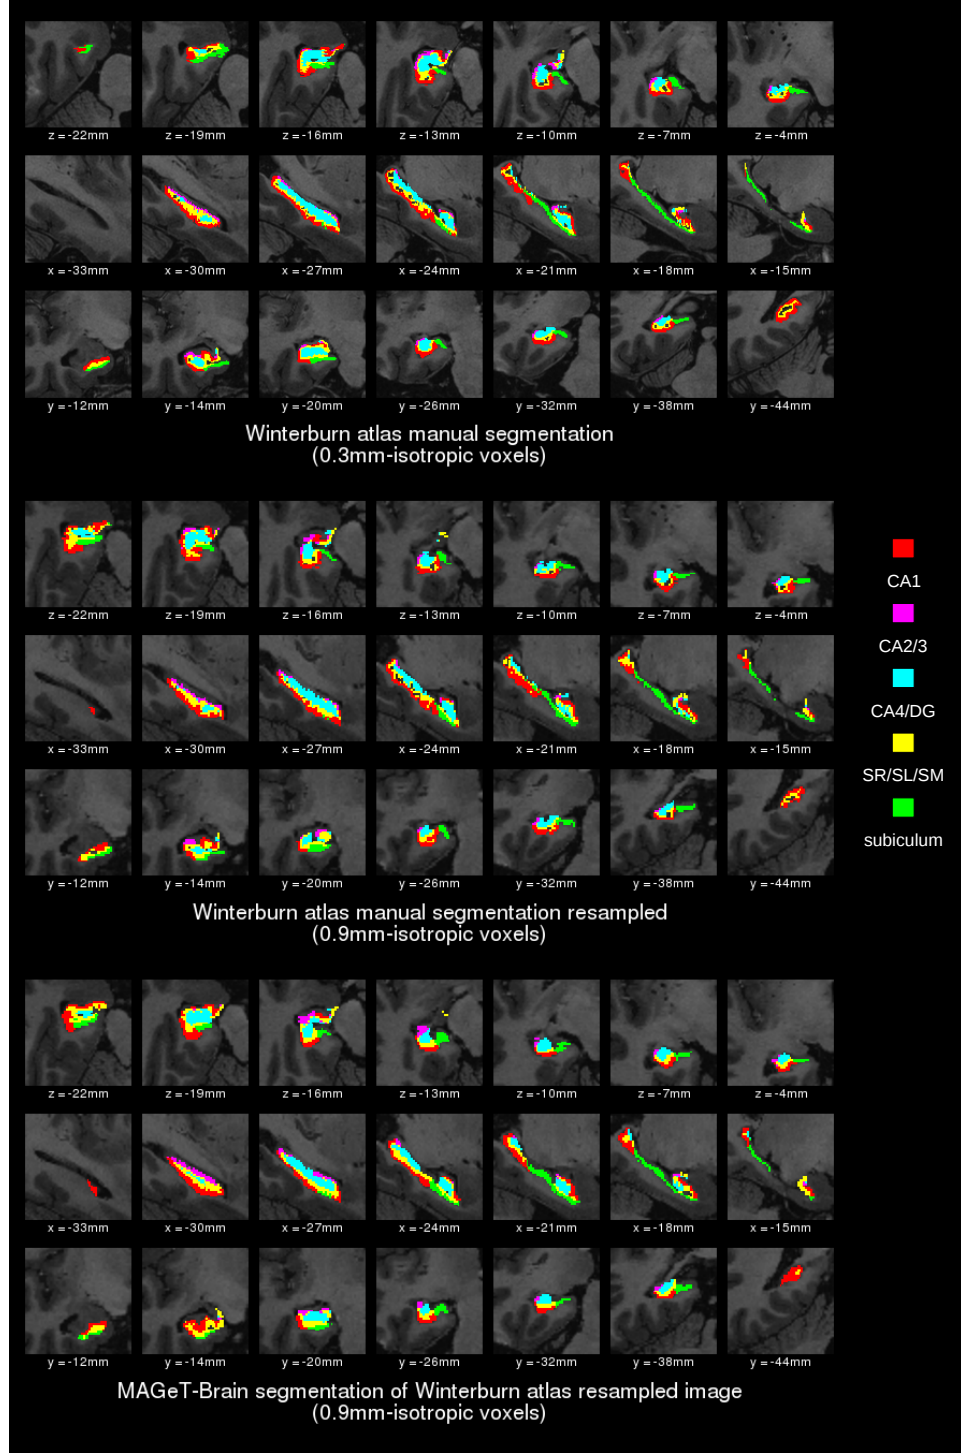 z = -22mm z = -19mm z = -16mm z = -13mm z = -10mm z = -7mm z = -4mm
x = -33mm x = -30mm x = -27mm x = -24mm x = -21mm x = -18mm x = -15mm
y = -12mm y = -14mm y = -20mm y = -26mm y = -32mm y = -38mm y = -44mm
Winterburn atlas manual segmentation
(0.3mm-isotropic voxels)
z = -22mm z = -19mm z = -16mm z = -13mm z = -10mm z = -7mm z = -4mm
x = -33mm x = -30mm x = -27mm x = -24mm x = -21mm x = -18mm x = -15mm
y = -12mm y = -14mm y = -20mm y = -26mm y = -32mm y = -38mm y = -44mm
Winterburn atlas manual segmentation resampled
(0.9mm-isotropic voxels)
z = -22mm z = -19mm z = -16mm z = -13mm z = -10mm z = -7mm z = -4mm
x = -33mm x = -30mm x = -27mm x = -24mm x = -21mm x = -18mm x = -15mm
y = -12mm y = -14mm y = -20mm y = -26mm y = -32mm y = -38mm y = -44mm
MAGeT-Brain segmentation of Winterburn atlas resampled image
(0.9mm-isotropic voxels)
CA1
CA2/3
CA4/DG
SR/SL/SM
subiculum